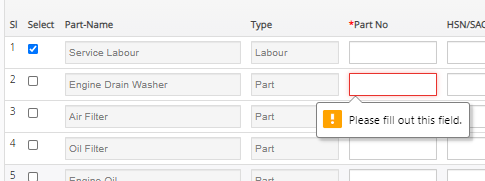 Sl Select Part-Name Type *Part No HSN/SAC
1 Service Labour Labour
2 Engine Drain Washer Part
Please fill out this field.
3 Air Filter Part
4 Oil Filter Part
5 Engine Oil Part